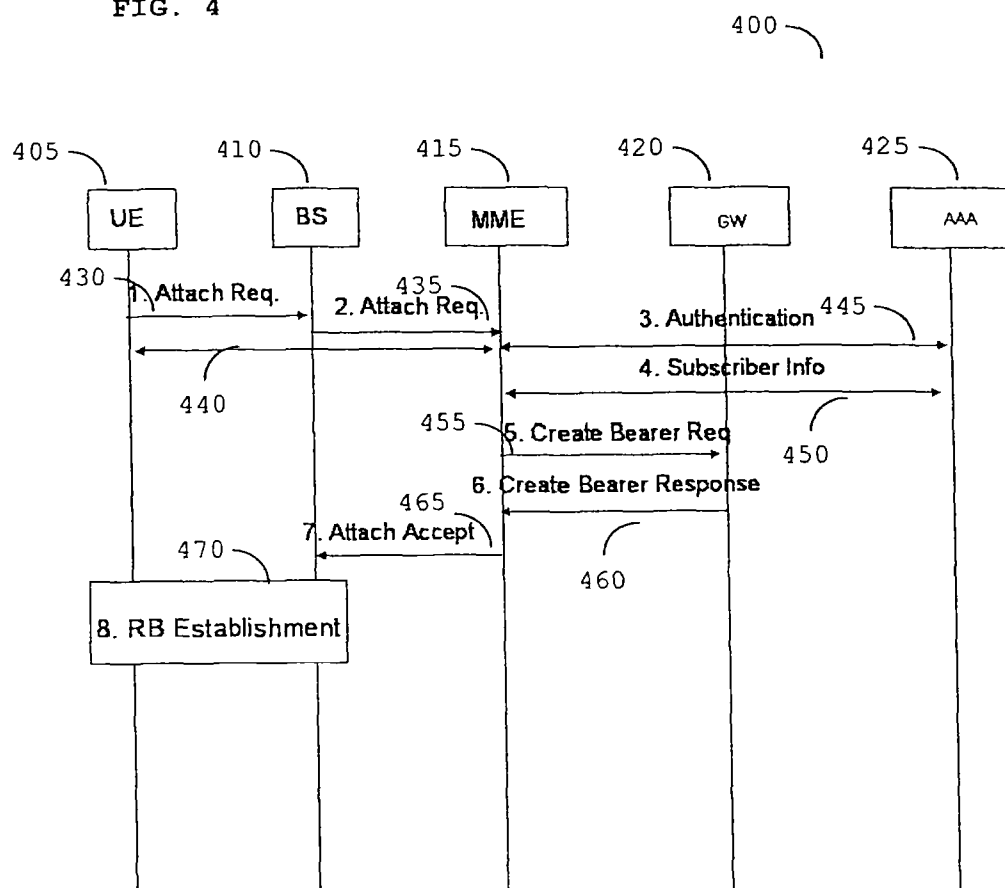 FIG. 4
400
405
410
415
420
425
UE
BS
MME
GW
AAA
430
1. Attach Req.
435
2. Attach Req.
445
3. Authentication
440
4. Subscriber Info
450
455
5. Create Bearer Req
6. Create Bearer Response
465
7. Attach Accept
460
470
8. RB Establishment